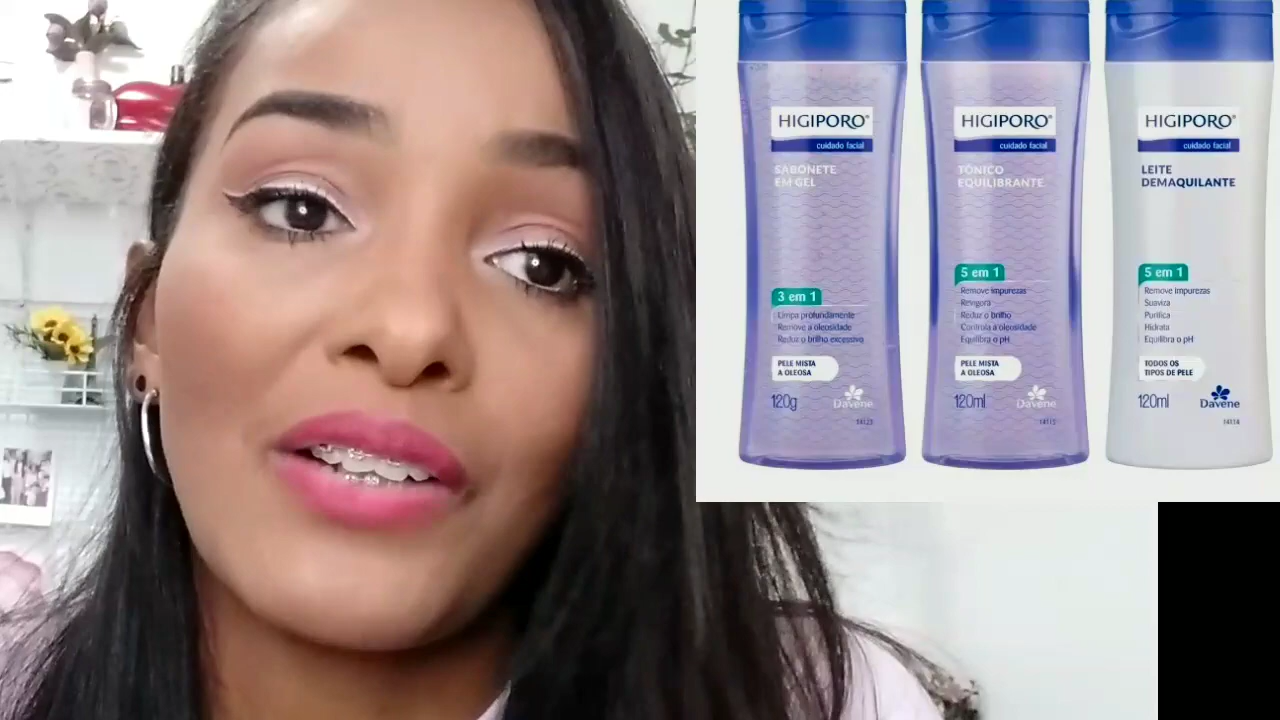 HIGIPORO®
cuidado facial
SABONETE
EM GEL
3 em 1
Limpa profundamente
Remove a oleosidade
Reduz o brilho excessivo
PELE MISTA
A OLEOSA
120g
Davene
14123
HIGIPORO®
cuidado facial
TÔNICO
EQUILIBRANTE
5 em 1
Remove impurezas
Revigora
Reduz o brilho
Controla a oleosidade
Equilibra o pH
PELE MISTA
A OLEOSA
120ml
Davene
14115
HIGIPORO®
cuidado facial
LEITE
DEMAQUILANTE
5 em 1
Remove impurezas
Suaviza
Purifica
Hidrata
Equilibra o pH
TODOS OS
TIPOS DE PELE
120ml
Davene
14114